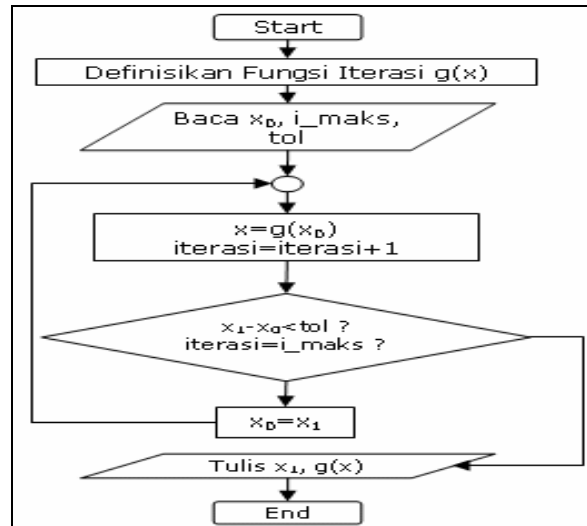 Start
Definisikan Fungsi Iterasi g(x)
Baca x₀, i_maks,
tol
x=g(x₀)
iterasi=iterasi+1
x₁-x₀<tol ?
iterasi=i_maks ?
x₀=x₁
Tulis x₁, g(x)
End